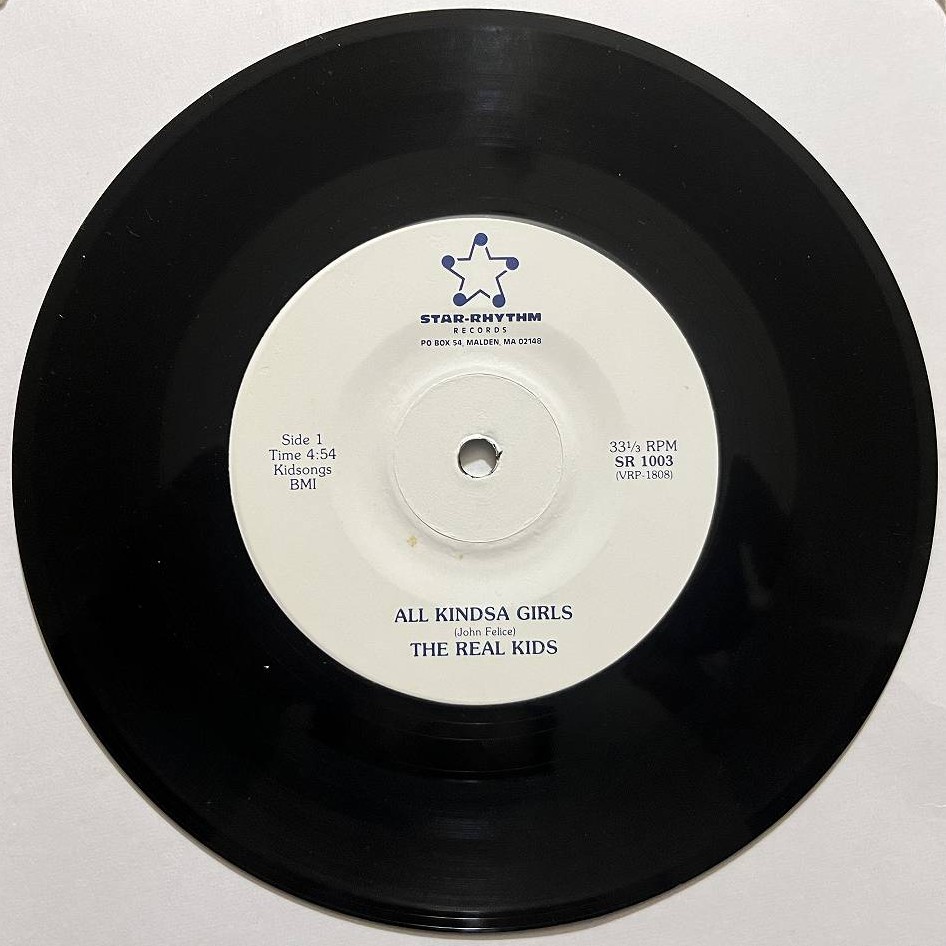 STAR-RHYTHM
RECORDS
PO BOX 54, MALDEN, MA 02148
Side 1
Time 4:54
Kidsongs
BMI
33⅓ RPM
SR 1003
(VRP-1808)
ALL KINDSA GIRLS
(John Felice)
THE REAL KIDS